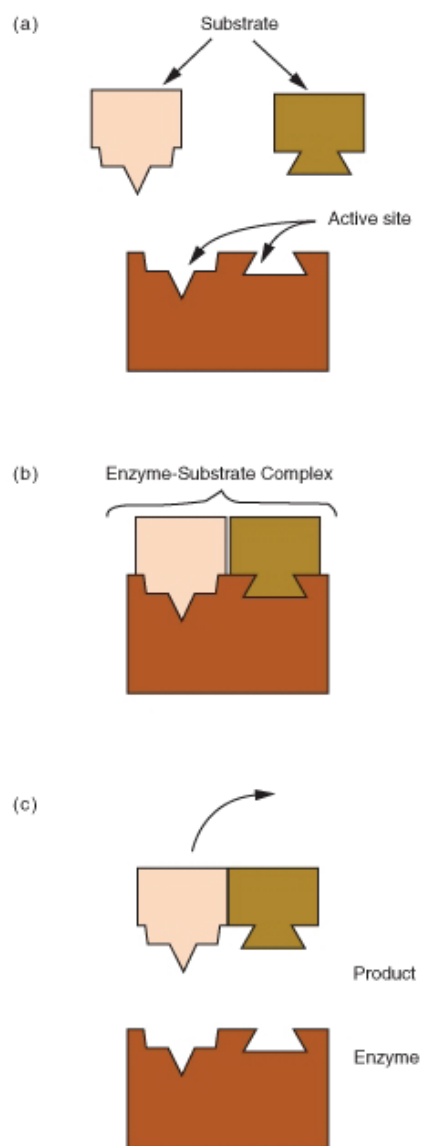 (a)
Substrate
Active site
(b)
Enzyme-Substrate Complex
(c)
Product
Enzyme